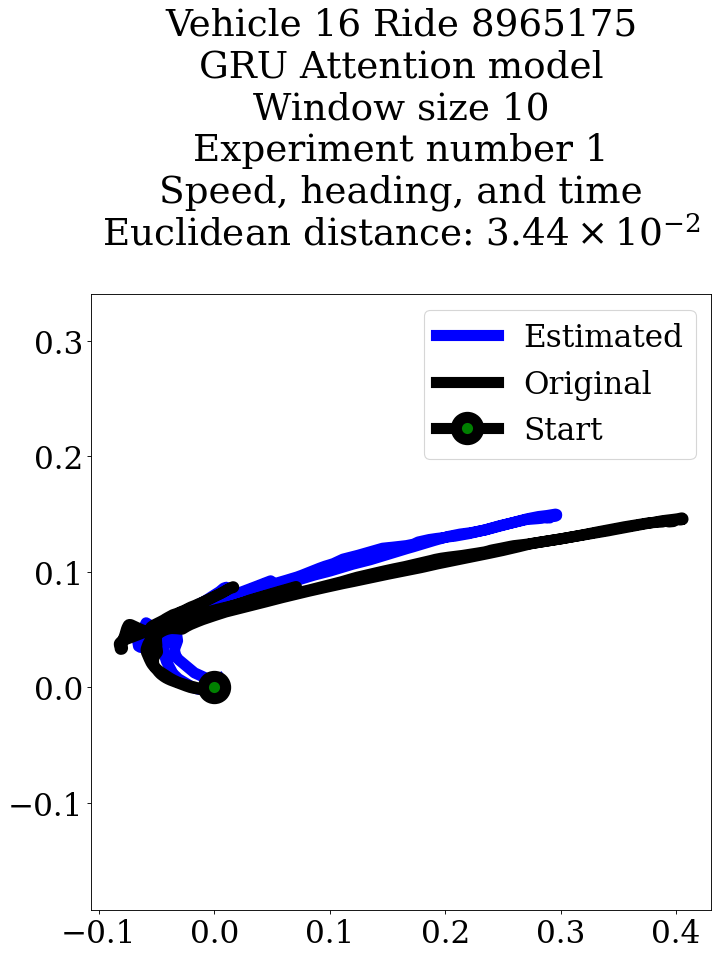 Vehicle 16 Ride 8965175
GRU Attention model
Window size 10
Experiment number 1
Speed, heading, and time
Euclidean distance: 3.44 × 10⁻²
Estimated
Original
Start
0.3
0.2
0.1
0.0
−0.1
−0.1 0.0 0.1 0.2 0.3 0.4